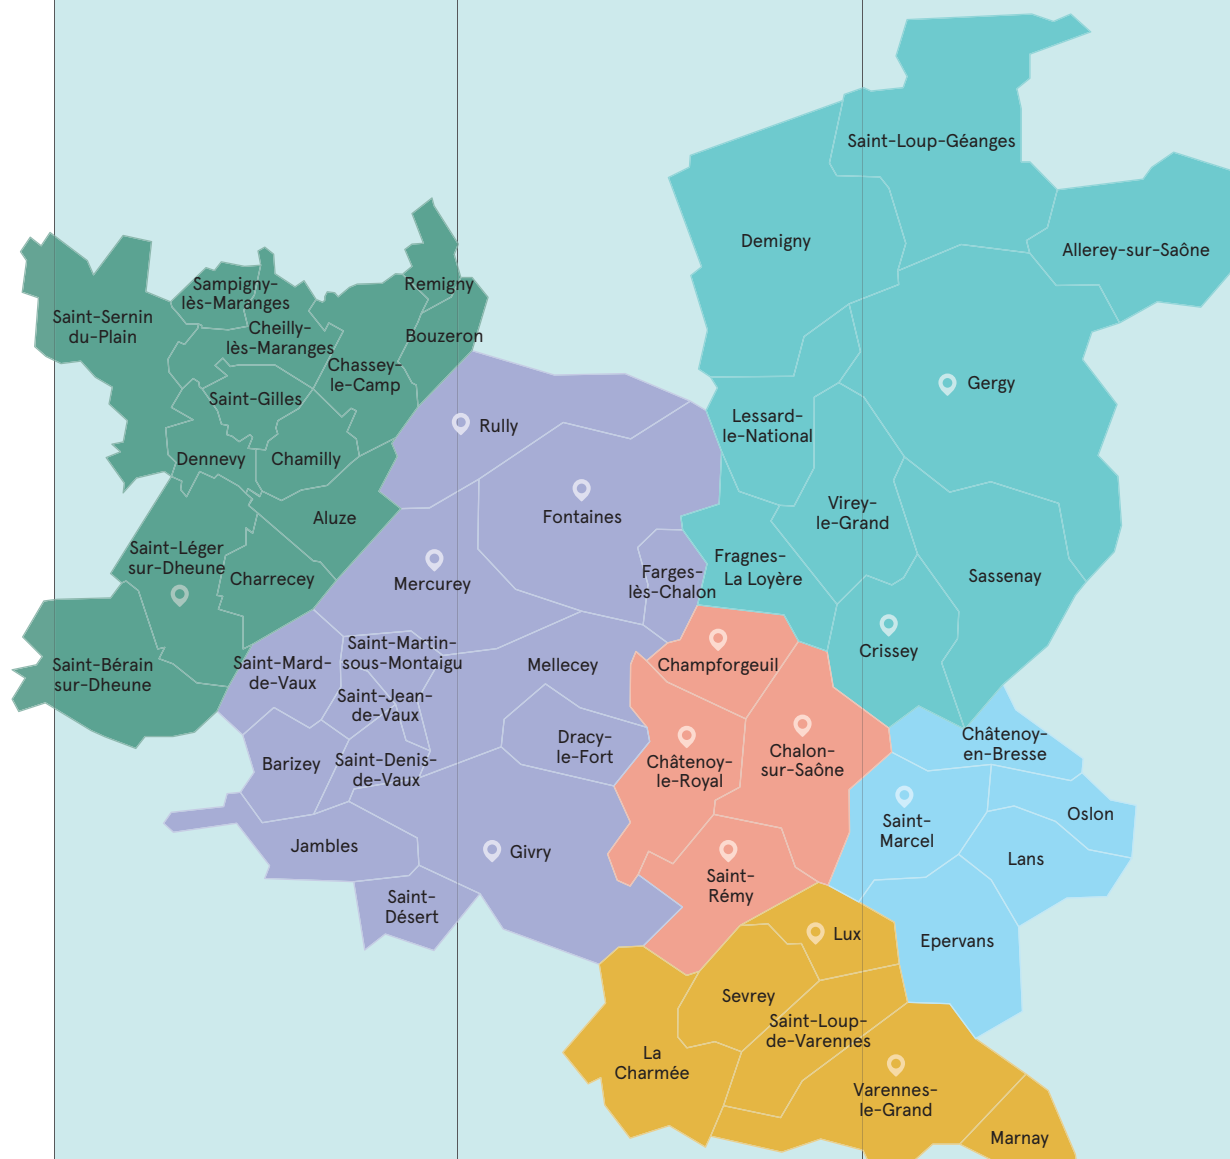 Saint-Loup-Géanges
Demigny
Allerey-sur-Saône
Sampigny-
lès-Maranges
Remigny
Saint-Sernin
du-Plain
Cheilly-
lès-Maranges
Bouzeron
Chassey-
le-Camp
Saint-Gilles
Gergy
Rully
Lessard-
le-National
Dennevy
Chamilly
Aluze
Fontaines
Virey-
le-Grand
Saint-Léger
sur-Dheune
Charrecey
Mercurey
Farges-
lès-Chalon
Fragnes-
La Loyère
Sassenay
Saint-Bérain
sur-Dheune
Saint-Mard-
de-Vaux
Saint-Martin-
sous-Montaigu
Mellecey
Champforgeuil
Crissey
Saint-Jean-
de-Vaux
Barizey
Saint-Denis-
de-Vaux
Dracy-
le-Fort
Châtenoy-
le-Royal
Chalon-
sur-Saône
Châtenoy-
en-Bresse
Saint-
Marcel
Oslon
Jambles
Givry
Lans
Saint-
Désert
Saint-
Rémy
Lux
Epervans
Sevrey
Saint-Loup-
de-Varennes
La
Charmée
Varennes-
le-Grand
Marnay